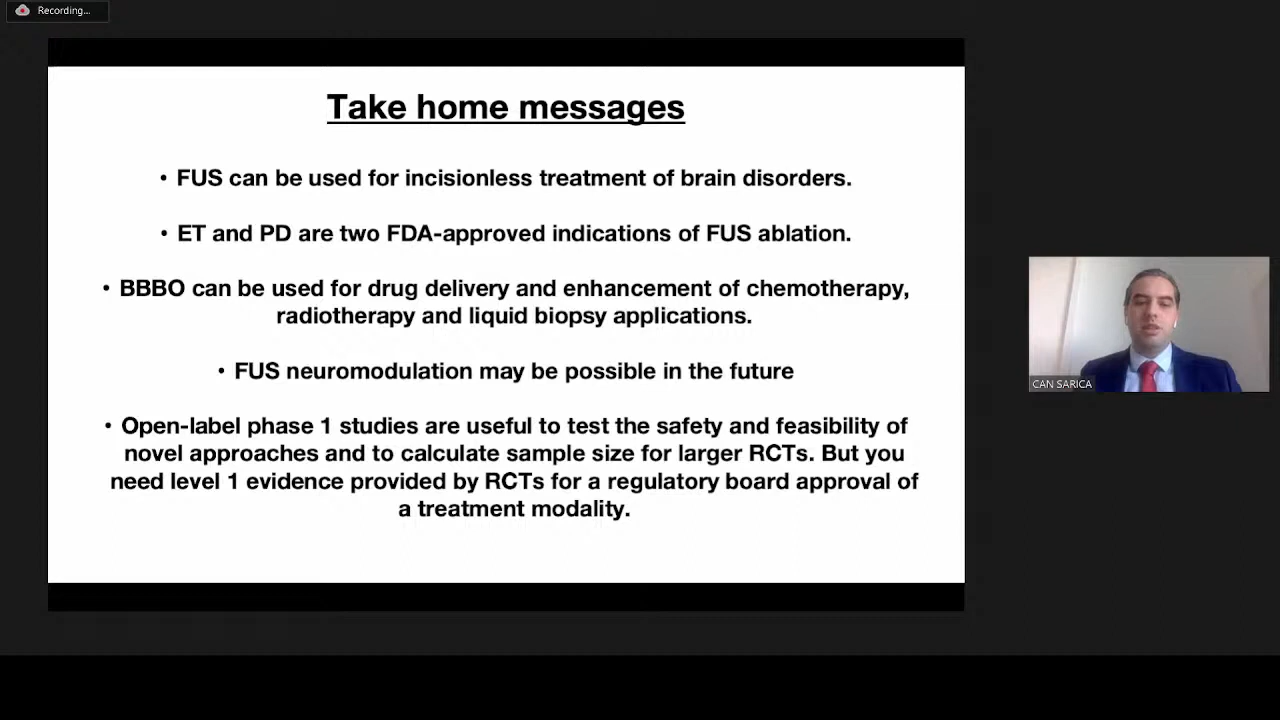 Recording...
Take home messages
• FUS can be used for incisionless treatment of brain disorders.
• ET and PD are two FDA-approved indications of FUS ablation.
• BBBO can be used for drug delivery and enhancement of chemotherapy,
radiotherapy and liquid biopsy applications.
• FUS neuromodulation may be possible in the future
• Open-label phase 1 studies are useful to test the safety and feasibility of
novel approaches and to calculate sample size for larger RCTs. But you
need level 1 evidence provided by RCTs for a regulatory board approval of
a treatment modality.
CAN SARICA